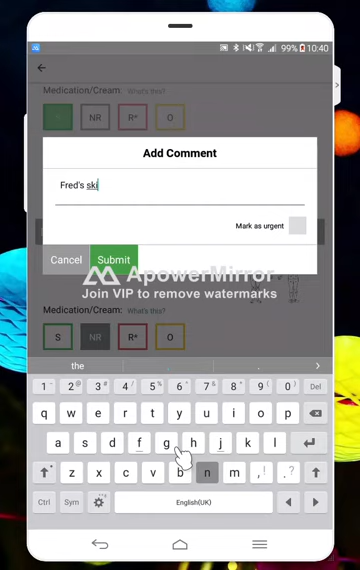 99% 10:40
Medication/Cream: What's this?
NR R* O
Add Comment
Fred's ski
Mark as urgent
Cancel Submit
ApowerMirror
Join VIP to remove watermarks
Medication/Cream: What's this?
S NR R* O
the , . >
1 2 3 4 5 6 7 8 9 0 Del
q w e r t y u i o p
a s d f g h j k l
z x c v b n m ,! .?
Ctrl Sym English(UK)